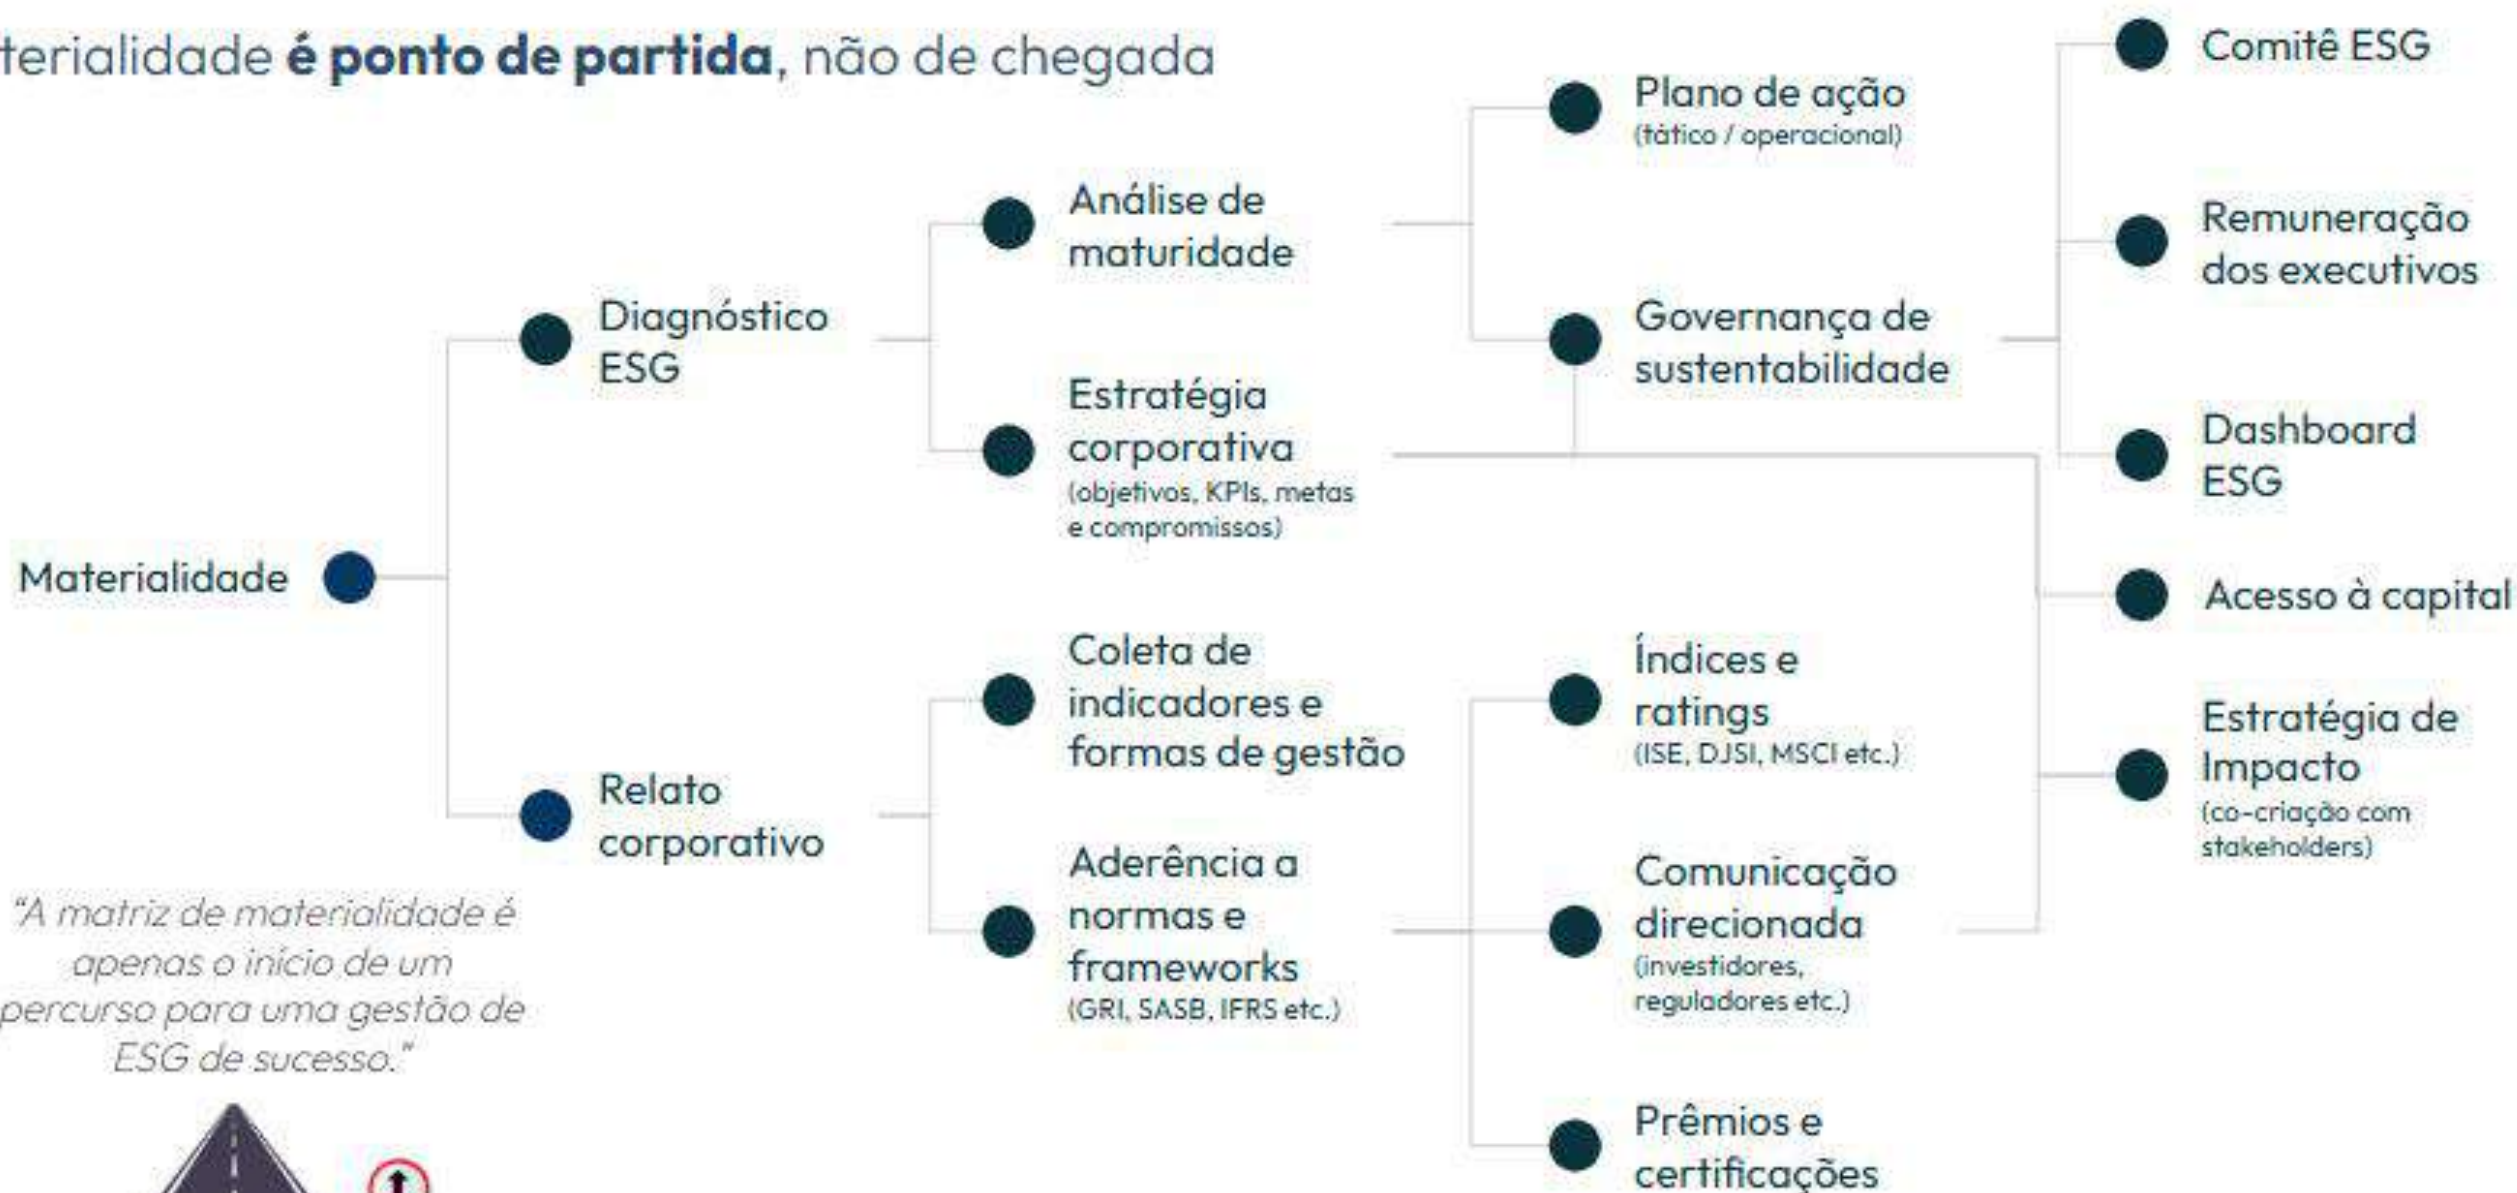 terialidade é ponto de partida, não de chegada
Materialidade
Diagnóstico
ESG
Relato
corporativo
Análise de
maturidade
Estratégia
corporativa
(objetivos, KPIs, metas
e compromissos)
Coleta de
indicadores e
formas de gestão
Aderência a
normas e
frameworks
(GRI, SASB, IFRS etc.)
Plano de ação
(tático / operacional)
Governança de
sustentabilidade
Índices e
ratings
(ISE, DJSI, MSCI etc.)
Comunicação
direcionada
(investidores,
reguladores etc.)
Prêmios e
certificações
Comitê ESG
Remuneração
dos executivos
Dashboard
ESG
Acesso à capital
Estratégia de
Impacto
(co-criação com
stakeholders)
“A matriz de materialidade é
apenas o início de um
percurso para uma gestão de
ESG de sucesso.”